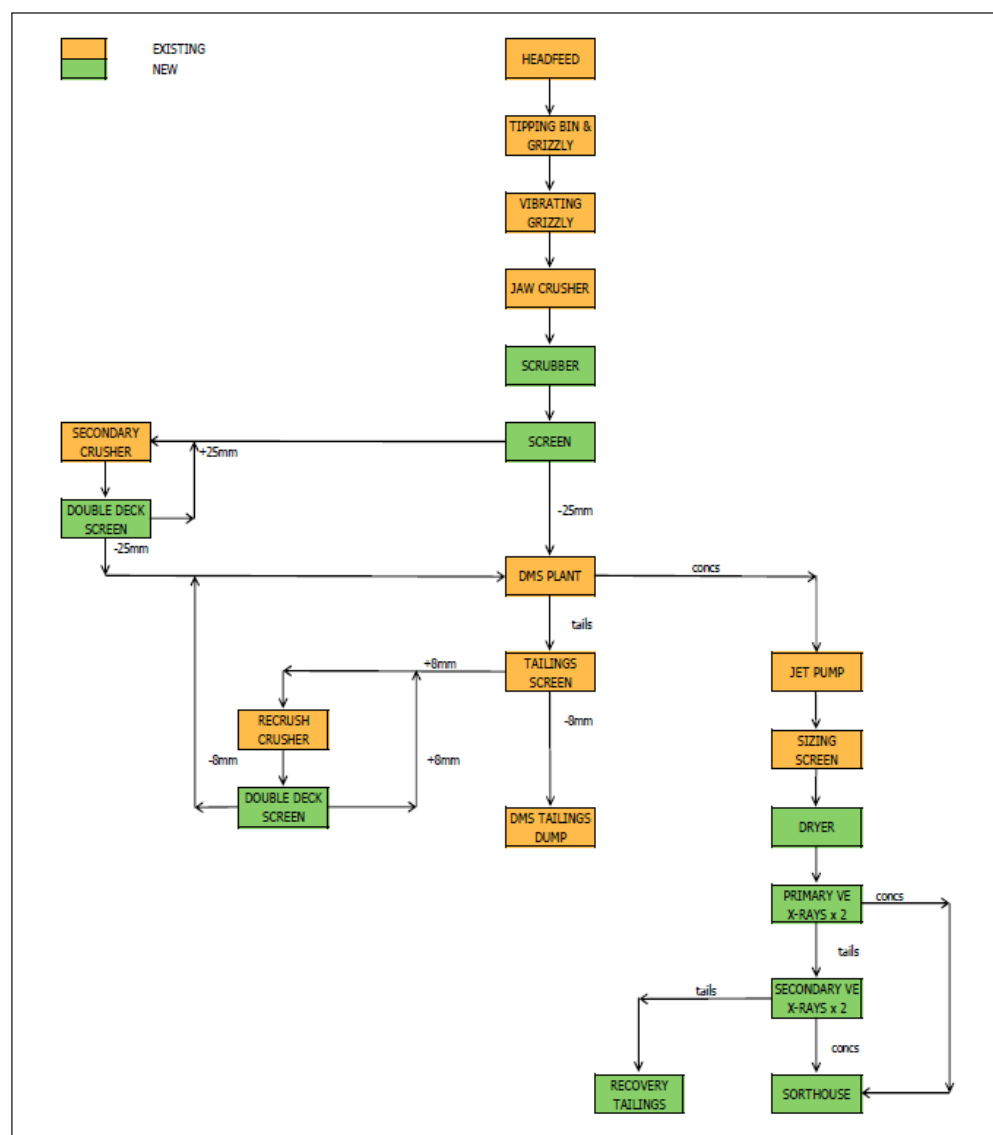 EXISTING
NEW
HEADFEED
TIPPING BIN &
GRIZZLY
VIBRATING
GRIZZLY
JAW CRUSHER
SCRUBBER
SECONDARY
CRUSHER
+25mm
SCREEN
DOUBLE DECK
SCREEN
-25mm
-25mm
DMS PLANT
concs
tails
+8mm
TAILINGS
SCREEN
JET PUMP
RECRUSH
CRUSHER
-8mm
+8mm
-8mm
SIZING
SCREEN
DOUBLE DECK
SCREEN
DMS TAILINGS
DUMP
DRYER
PRIMARY VE
X-RAYS x 2
concs
tails
tails
SECONDARY VE
X-RAYS x 2
concs
RECOVERY
TAILINGS
SORTHOUSE